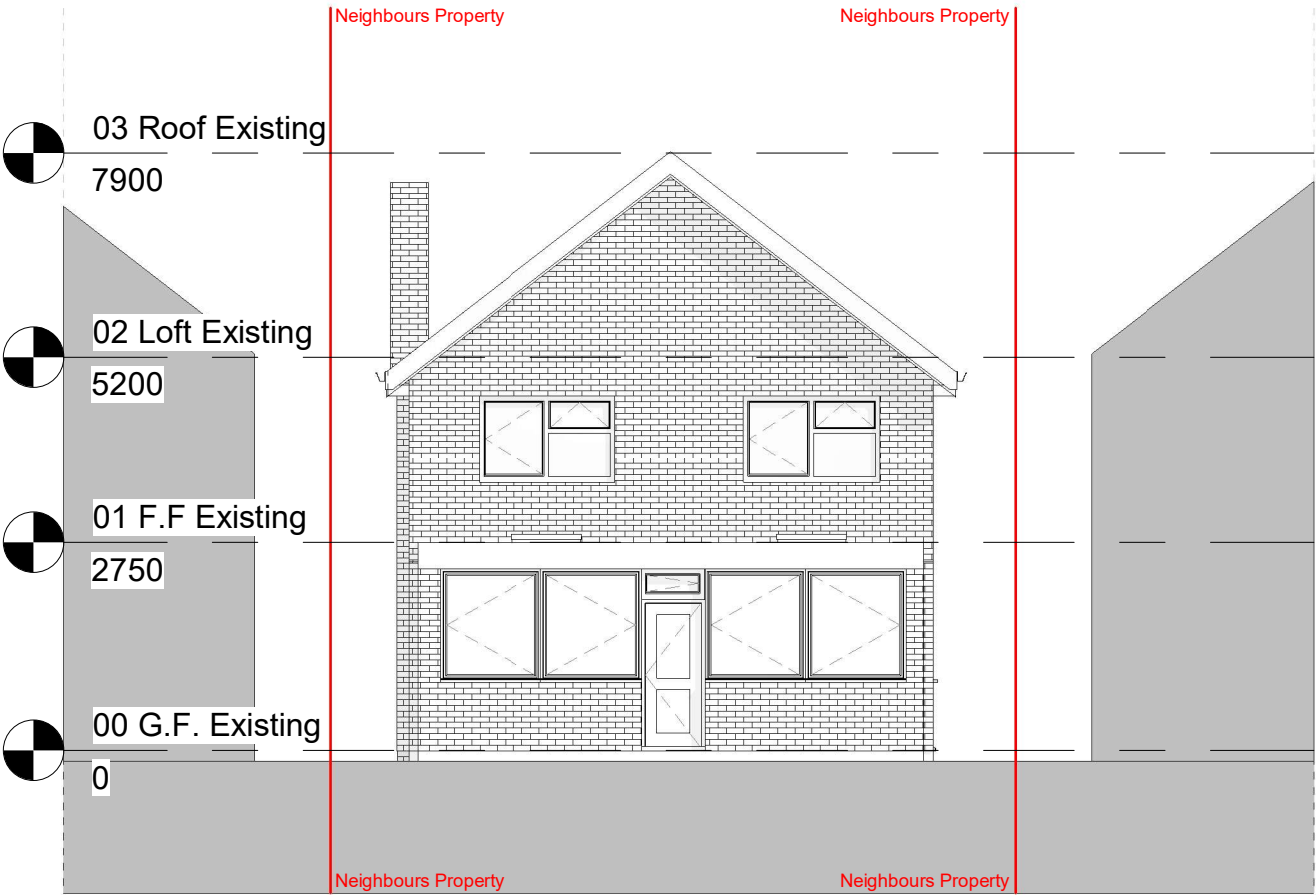 Neighbours Property
Neighbours Property
03 Roof Existing
7900
02 Loft Existing
5200
01 F.F Existing
2750
00 G.F. Existing
0
Neighbours Property
Neighbours Property